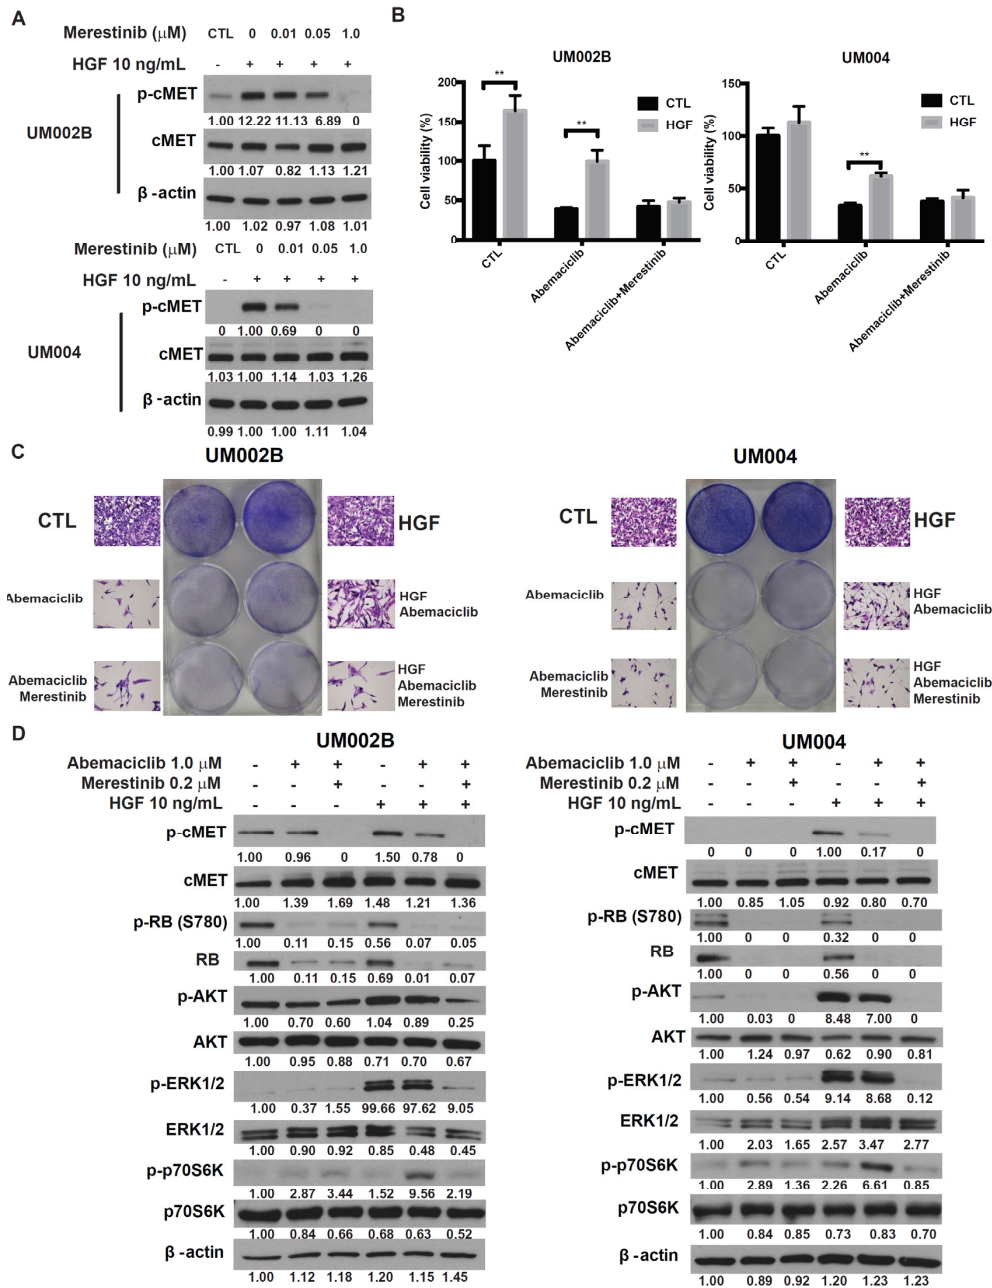 A
Merestinib (μM) CTL 0 0.01 0.05 1.0
HGF 10 ng/mL - + + + +
p-cMET
1.00 12.22 11.13 6.89 0
UM002B
cMET
1.00 1.07 0.82 1.13 1.21
β-actin
1.00 1.02 0.97 1.08 1.01
Merestinib (μM) CTL 0 0.01 0.05 1.0
HGF 10 ng/mL - + + + +
p-cMET
0 1.00 0.69 0 0
UM004
cMET
1.03 1.00 1.14 1.03 1.26
β-actin
0.99 1.00 1.00 1.11 1.04
B
UM002B
Cell viability (%)
200
150
100
50
0
**
**
CTL
HGF
CTL
Abemaciclib
Abemaciclib+Merestinib
UM004
Cell viability (%)
150
100
50
0
**
CTL
HGF
CTL
Abemaciclib
Abemaciclib+Merestinib
C
UM002B
CTL
HGF
Abemaciclib
HGF
Abemaciclib
Abemaciclib
Merestinib
HGF
Abemaciclib
Merestinib
UM004
CTL
HGF
Abemaciclib
HGF
Abemaciclib
Abemaciclib
Merestinib
HGF
Abemaciclib
Merestinib
D
UM002B
Abemaciclib 1.0 μM - + + - + +
Merestinib 0.2 μM - - + - - +
HGF 10 ng/mL - - - + + +
p-cMET
1.00 0.96 0 1.50 0.78 0
cMET
1.00 1.39 1.69 1.48 1.21 1.36
p-RB (S780)
1.00 0.11 0.15 0.56 0.07 0.05
RB
1.00 0.11 0.15 0.69 0.01 0.07
p-AKT
1.00 0.70 0.60 1.04 0.89 0.25
AKT
1.00 0.95 0.88 0.71 0.70 0.67
p-ERK1/2
1.00 0.37 1.55 99.66 97.62 9.05
ERK1/2
1.00 0.90 0.92 0.85 0.48 0.45
p-p70S6K
1.00 2.87 3.44 1.52 9.56 2.19
p70S6K
1.00 0.84 0.66 0.68 0.63 0.52
β-actin
1.00 1.12 1.18 1.20 1.15 1.45
UM004
Abemaciclib 1.0 μM - + + - + +
Merestinib 0.2 μM - - + - - +
HGF 10 ng/mL - - - + + +
p-cMET
0 0 0 1.00 0.17 0
cMET
1.00 0.85 1.05 0.92 0.80 0.70
p-RB (S780)
1.00 0 0 0.32 0 0
RB
1.00 0 0 0.56 0 0
p-AKT
1.00 0.03 0 8.48 7.00 0
AKT
1.00 1.24 0.97 0.62 0.90 0.81
p-ERK1/2
1.00 0.56 0.54 9.14 8.68 0.12
ERK1/2
1.00 2.03 1.65 2.57 3.47 2.77
p-p70S6K
1.00 2.89 1.36 2.26 6.61 0.85
p70S6K
1.00 0.84 0.85 0.73 0.83 0.70
β-actin
1.00 0.89 0.92 1.20 1.23 1.23